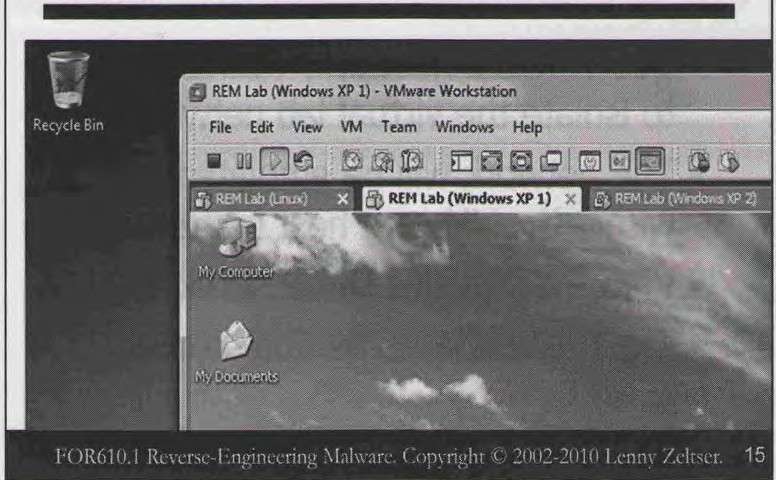 Recycle Bin
REM Lab (Windows XP 1) - VMware Workstation
File Edit View VM Team Windows Help
REM Lab (Linux) × REM Lab (Windows XP 1) × REM Lab (Windows XP 2)
My Computer
My Documents
FOR610.1 Reverse-Engineering Malware. Copyright © 2002-2010 Lenny Zeltser. 15